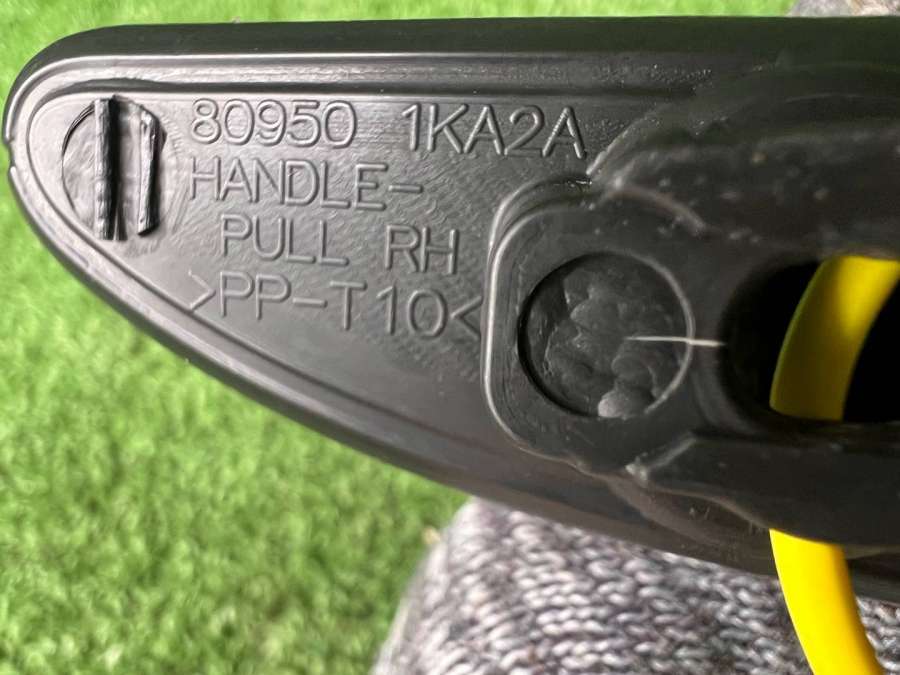 80950 1KA2A
HANDLE-
PULL RH
>PP-T10<